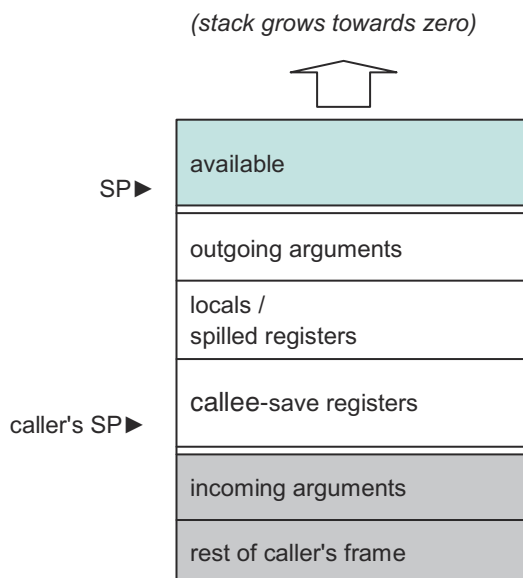 (stack grows towards zero)
available
SP►
outgoing arguments
locals /
spilled registers
callee-save registers
caller's SP►
incoming arguments
rest of caller's frame